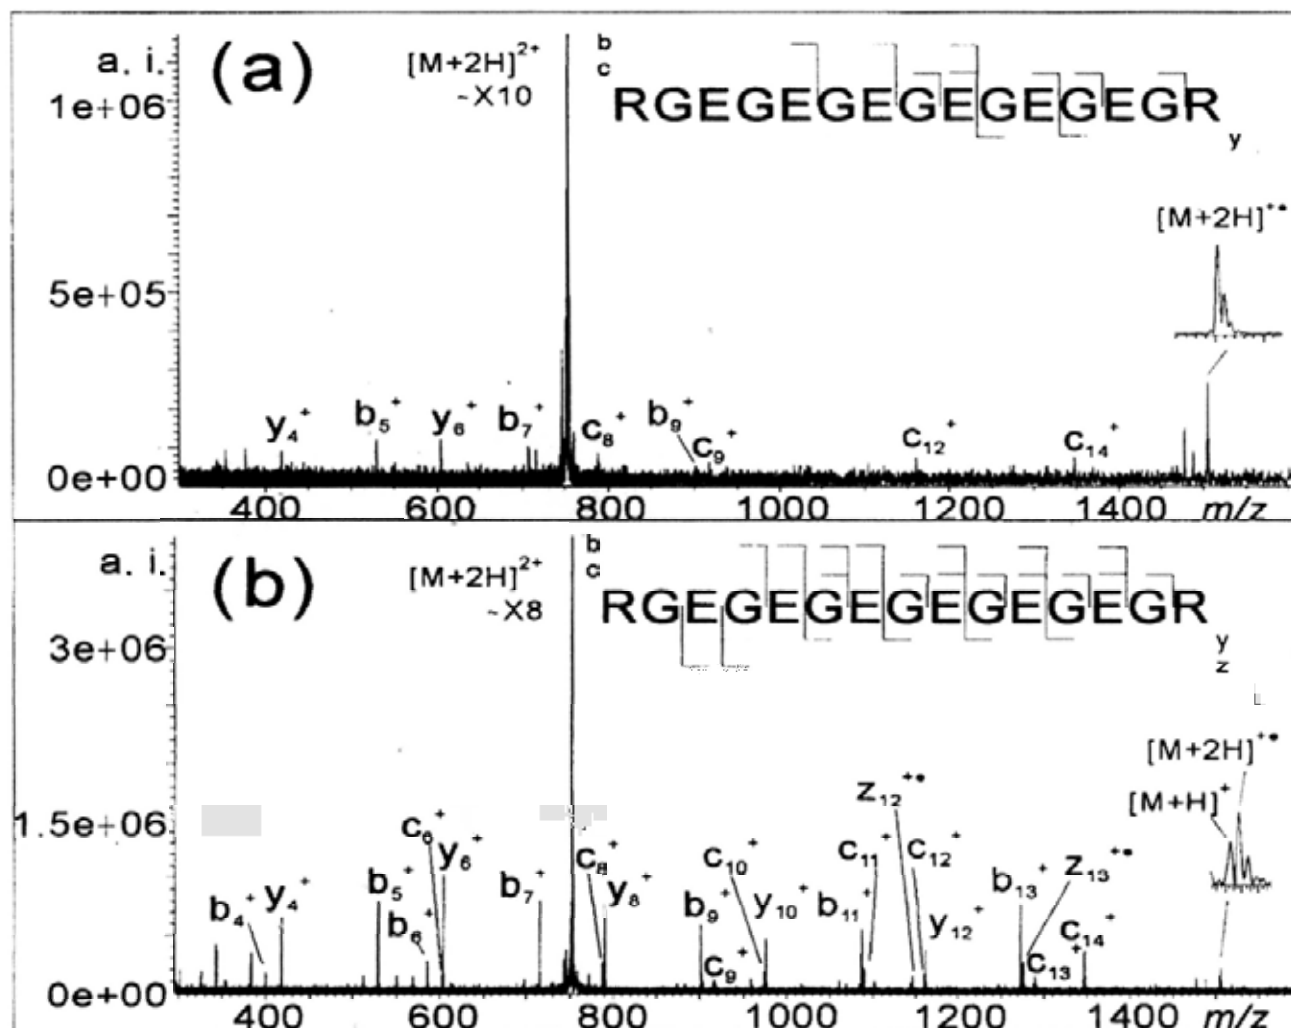 a. i.
(a)
[M+2H]²⁺
~X10
b
c
RGEGEGEGEGEGEGR
y
1e+06
[M+2H]⁺•
5e+05
y₄⁺ b₅⁺ y₆⁺ b₇⁺ c₈⁺ b₉⁺ c₉⁺ c₁₂⁺ c₁₄⁺
0e+00
400 600 800 1000 1200 1400 m/z
a. i.
(b)
[M+2H]²⁺
~X8
b
c
RGEGEGEGEGEGEGR
y
z
3e+06
[M+2H]⁺•
[M+H]⁺
1.5e+06
b₄⁺ y₄⁺ b₅⁺ b₆⁺ c₆⁺ y₆⁺ b₇⁺ c₈⁺ y₈⁺ b₉⁺ c₉⁺ c₁₀⁺ y₁₀⁺ b₁₁⁺ c₁₁⁺ z₁₂⁺• c₁₂⁺ y₁₂⁺ b₁₃⁺ z₁₃⁺• c₁₃⁺ c₁₄⁺
0e+00
400 600 800 1000 1200 1400 m/z